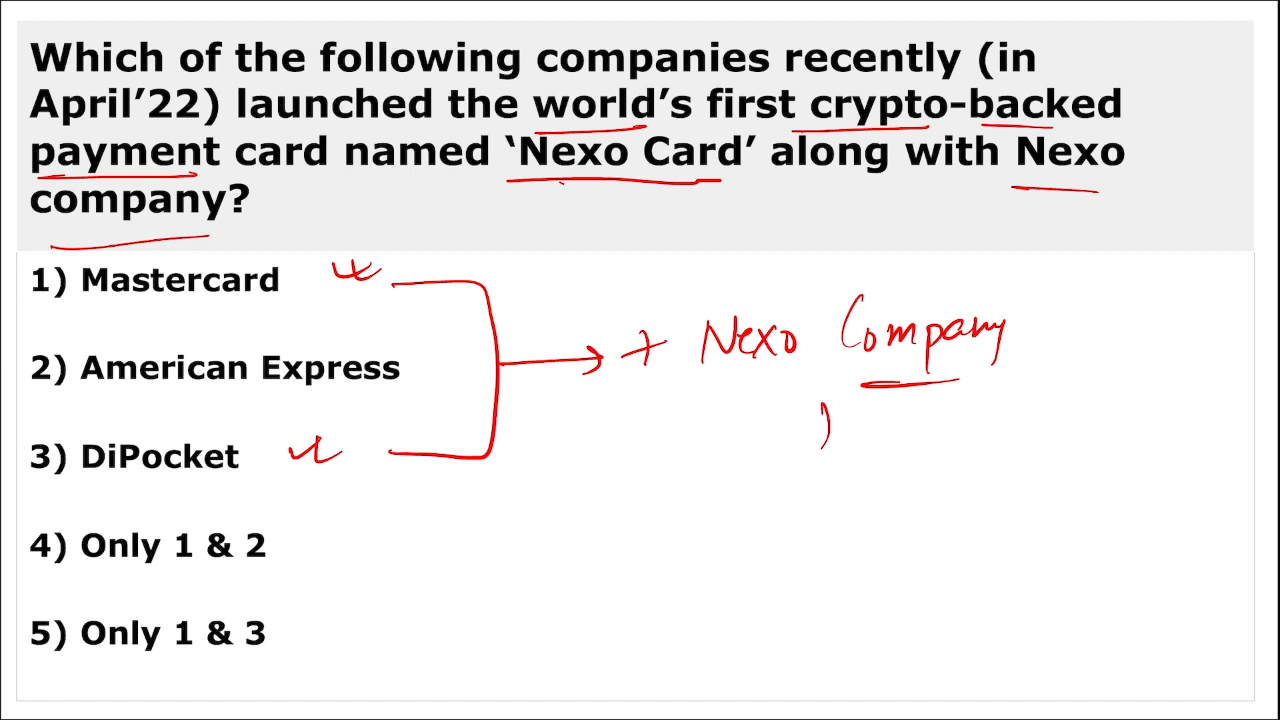 Which of the following companies recently (in
April’22) launched the world’s first crypto-backed
payment card named ‘Nexo Card’ along with Nexo
company?
1) Mastercard
2) American Express
3) DiPocket
4) Only 1 & 2
5) Only 1 & 3
+ Nexo Company